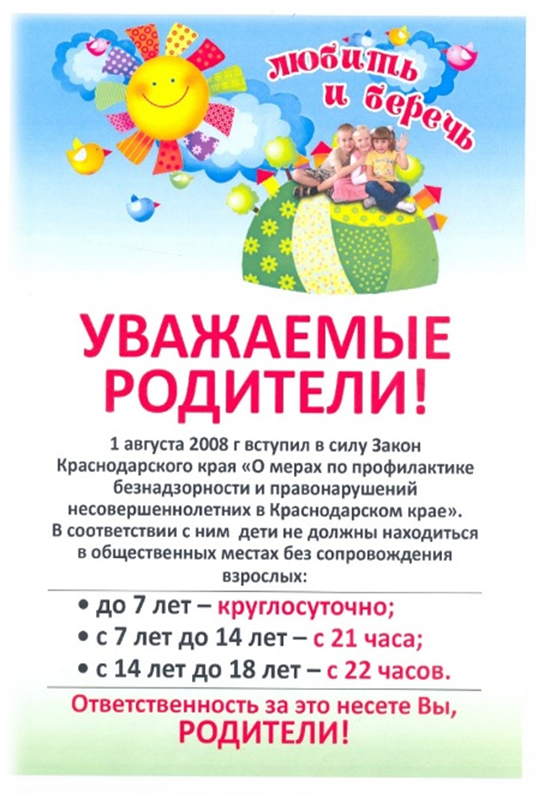 любить
и беречь
УВАЖАЕМЫЕ
РОДИТЕЛИ!
1 августа 2008 г вступил в силу Закон
Краснодарского края «О мерах по профилактике
безнадзорности и правонарушений
несовершеннолетних в Краснодарском крае».
В соответствии с ним дети не должны находиться
в общественных местах без сопровождения
взрослых:
• до 7 лет – круглосуточно;
• с 7 лет до 14 лет – с 21 часа;
• с 14 лет до 18 лет – с 22 часов.
Ответственность за это несете Вы,
РОДИТЕЛИ!